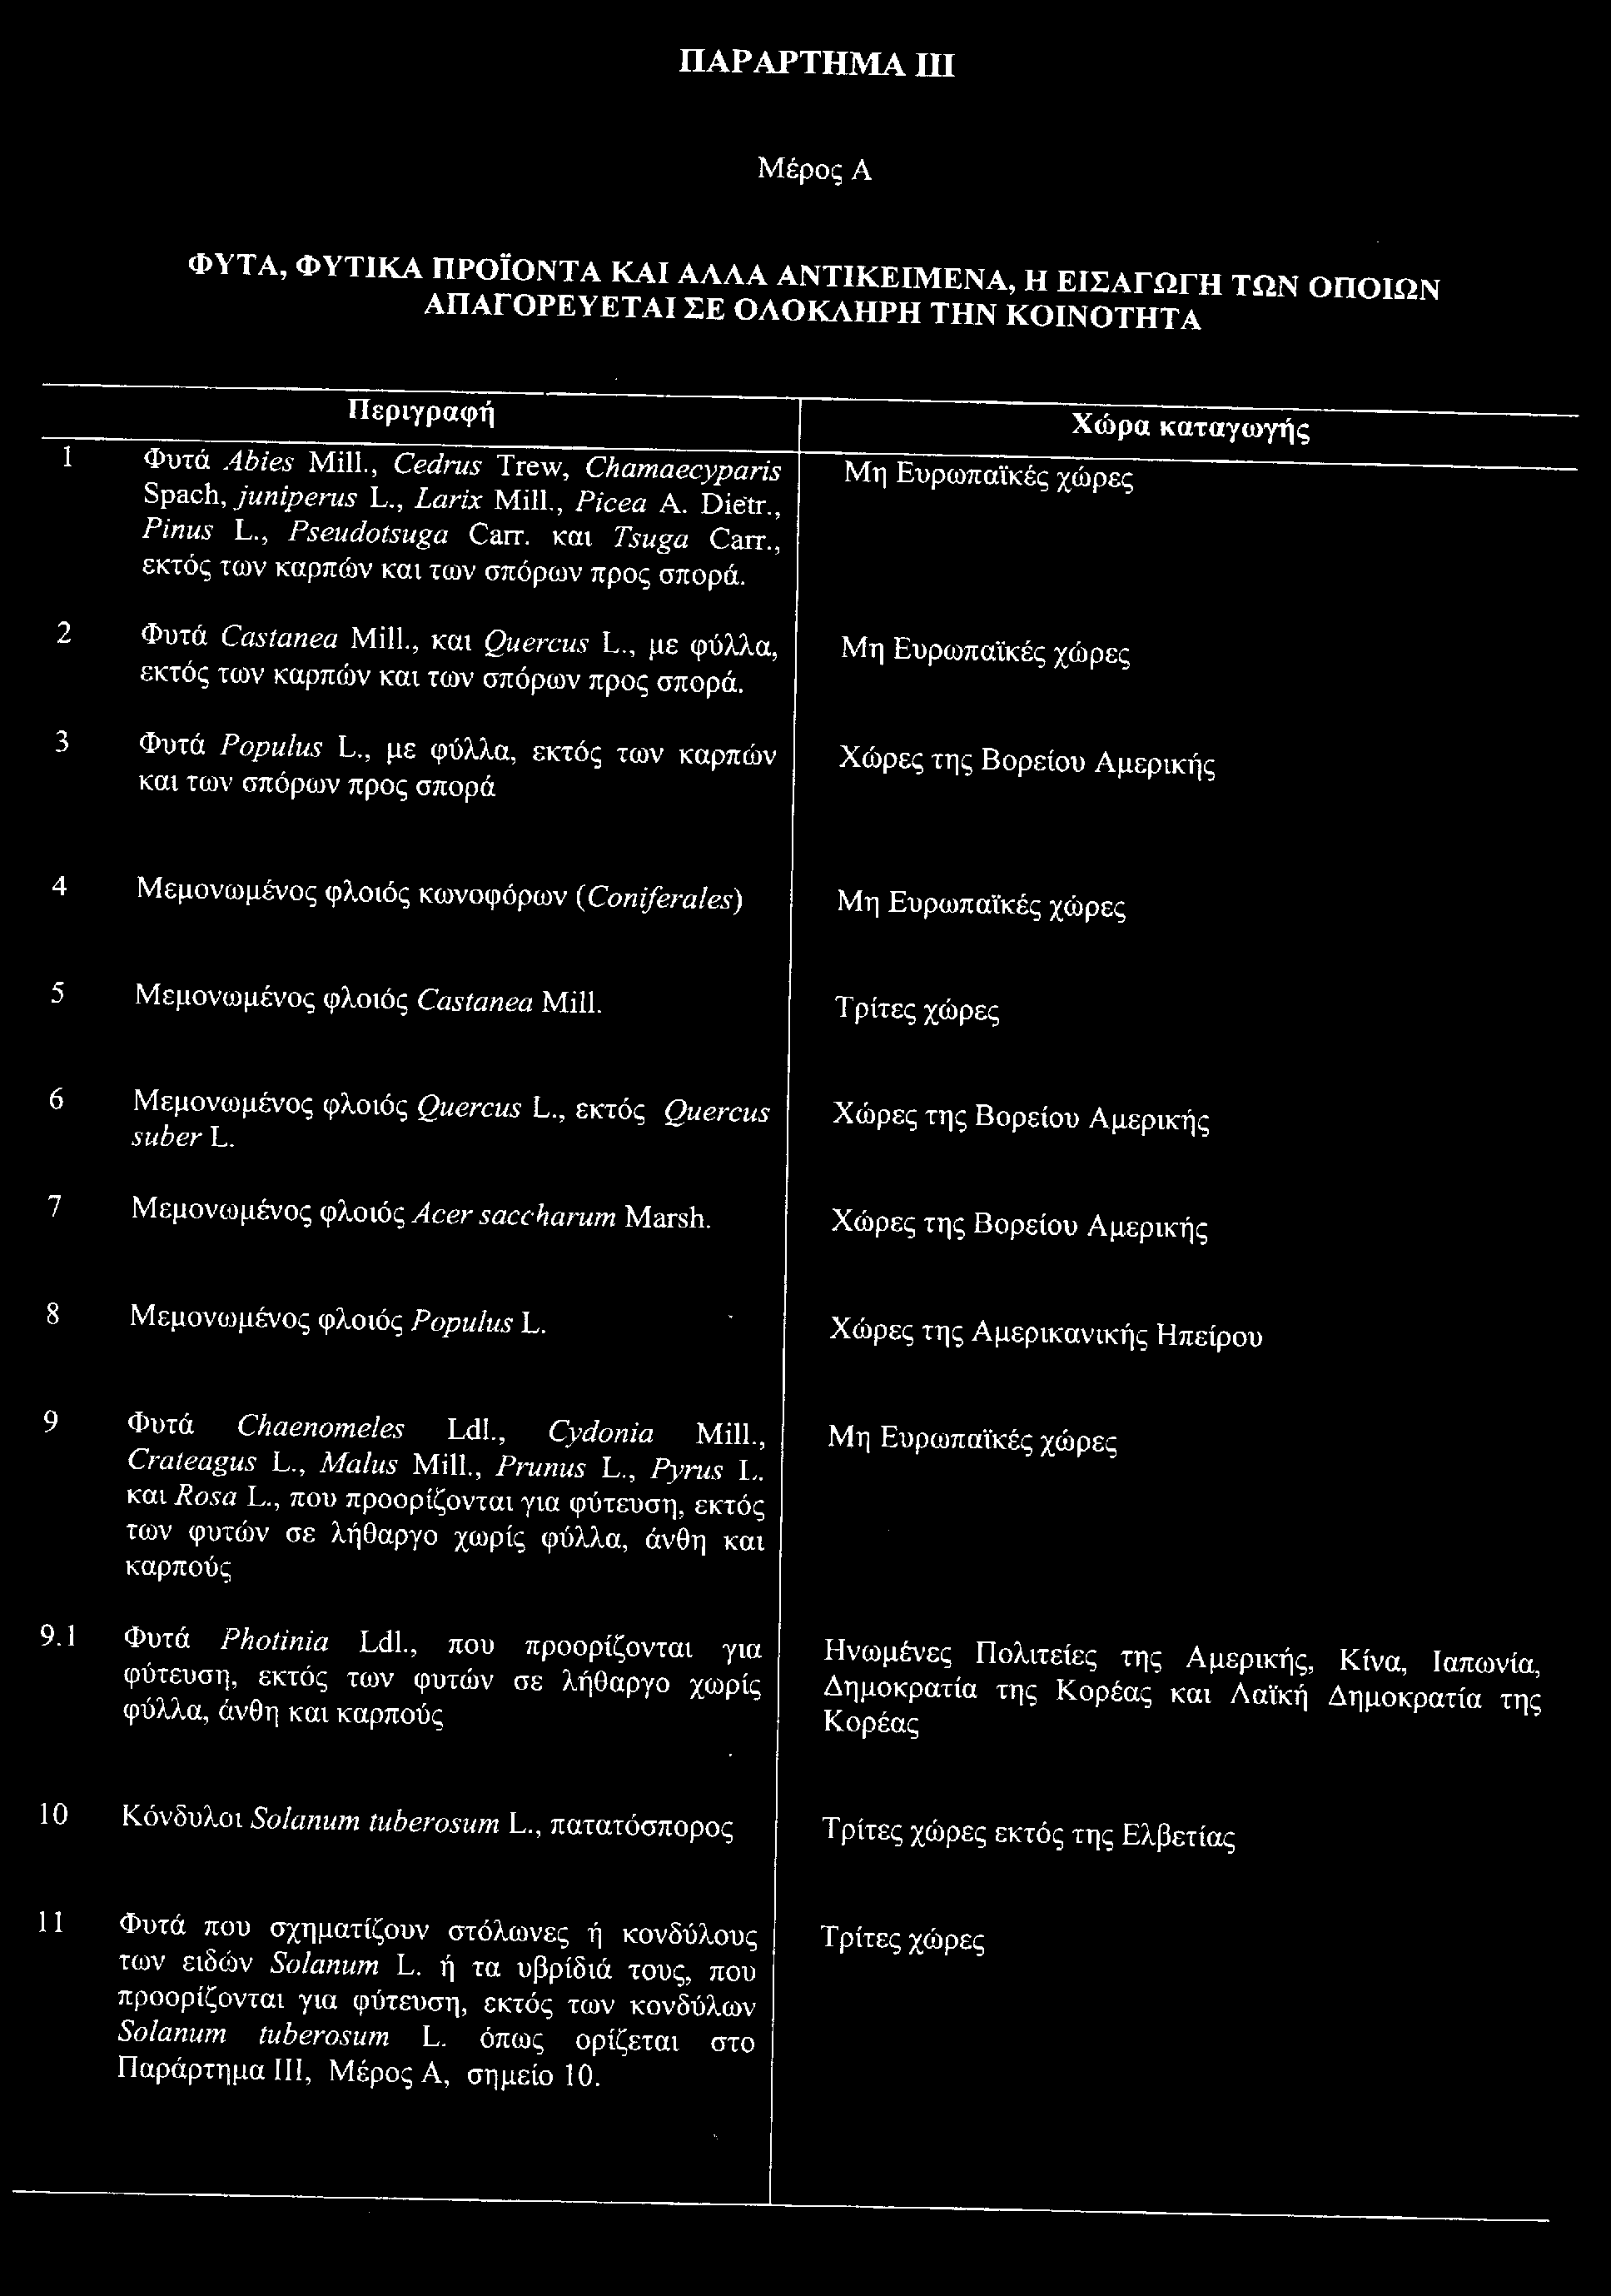 ΠΑΡΑΡΤΗΜΑ ΙΙΙ
Μέρος Α
ΦΥΤΑ, ΦΥΤΙΚΑ ΠΡΟΪΟΝΤΑ ΚΑΙ ΑΛΛΑ ΑΝΤΙΚΕΙΜΕΝΑ, Η ΕΙΣΑΓΩΓΗ ΤΩΝ ΟΠΟΙΩΝ
ΑΠΑΓΟΡΕΥΕΤΑΙ ΣΕ ΟΛΟΚΛΗΡΗ ΤΗΝ ΚΟΙΝΟΤΗΤΑ
Περιγραφή
Χώρα καταγωγής
1 Φυτά Abies Mill., Cedrus Trew, Chamaecyparis
Spach, juniperus L., Larix Mill., Picea A. Dietr.,
Pinus L., Pseudotsuga Carr. και Tsuga Carr.,
εκτός των καρπών και των σπόρων προς σπορά.
Μη Ευρωπαϊκές χώρες
2 Φυτά Castanea Mill., και Quercus L., με φύλλα,
εκτός των καρπών και των σπόρων προς σπορά.
Μη Ευρωπαϊκές χώρες
3 Φυτά Populus L., με φύλλα, εκτός των καρπών
και των σπόρων προς σπορά
Χώρες της Βορείου Αμερικής
4 Μεμονωμένος φλοιός κωνοφόρων (Coniferales)
Μη Ευρωπαϊκές χώρες
5 Μεμονωμένος φλοιός Castanea Mill.
Τρίτες χώρες
6 Μεμονωμένος φλοιός Quercus L., εκτός Quercus
suber L.
Χώρες της Βορείου Αμερικής
7 Μεμονωμένος φλοιός Acer saccharum Marsh.
Χώρες της Βορείου Αμερικής
8 Μεμονωμένος φλοιός Populus L.
Χώρες της Αμερικανικής Ηπείρου
9 Φυτά Chaenomeles Ldl., Cydonia Mill.,
Crateagus L., Malus Mill., Prunus L., Pyrus L.
και Rosa L., που προορίζονται για φύτευση, εκτός
των φυτών σε λήθαργο χωρίς φύλλα, άνθη και
καρπούς
Μη Ευρωπαϊκές χώρες
9.1 Φυτά Photinia Ldl., που προορίζονται για
φύτευση, εκτός των φυτών σε λήθαργο χωρίς
φύλλα, άνθη και καρπούς
Ηνωμένες Πολιτείες της Αμερικής, Κίνα, Ιαπωνία,
Δημοκρατία της Κορέας και Λαϊκή Δημοκρατία της
Κορέας
10 Κόνδυλοι Solanum tuberosum L., πατατόσπορος
Τρίτες χώρες εκτός της Ελβετίας
11 Φυτά που σχηματίζουν στόλωνες ή κονδύλους
των ειδών Solanum L. ή τα υβρίδιά τους, που
προορίζονται για φύτευση, εκτός των κονδύλων
Solanum tuberosum L. όπως ορίζεται στο
Παράρτημα ΙΙΙ, Μέρος Α, σημείο 10.
Τρίτες χώρες